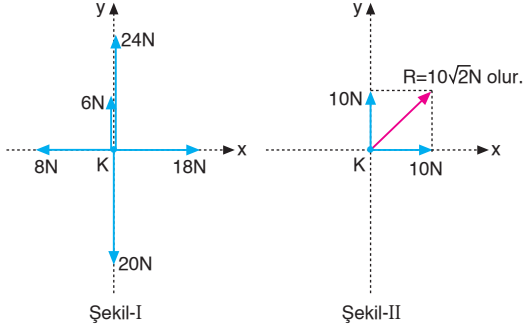 y
24N
6N
8N
K
18N
x
20N
Şekil-I
y
R=10√2N olur.
10N
K
10N
x
Şekil-II